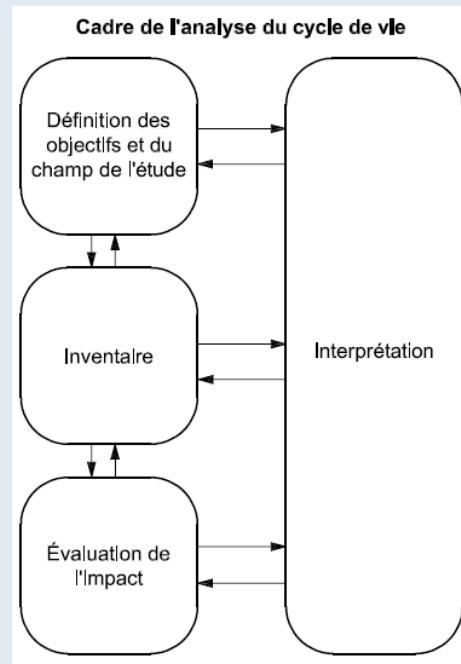 Cadre de l'analyse du cycle de vie
Définition des
objectifs et du
champ de l'étude
Inventaire
Interprétation
Évaluation de
l'Impact